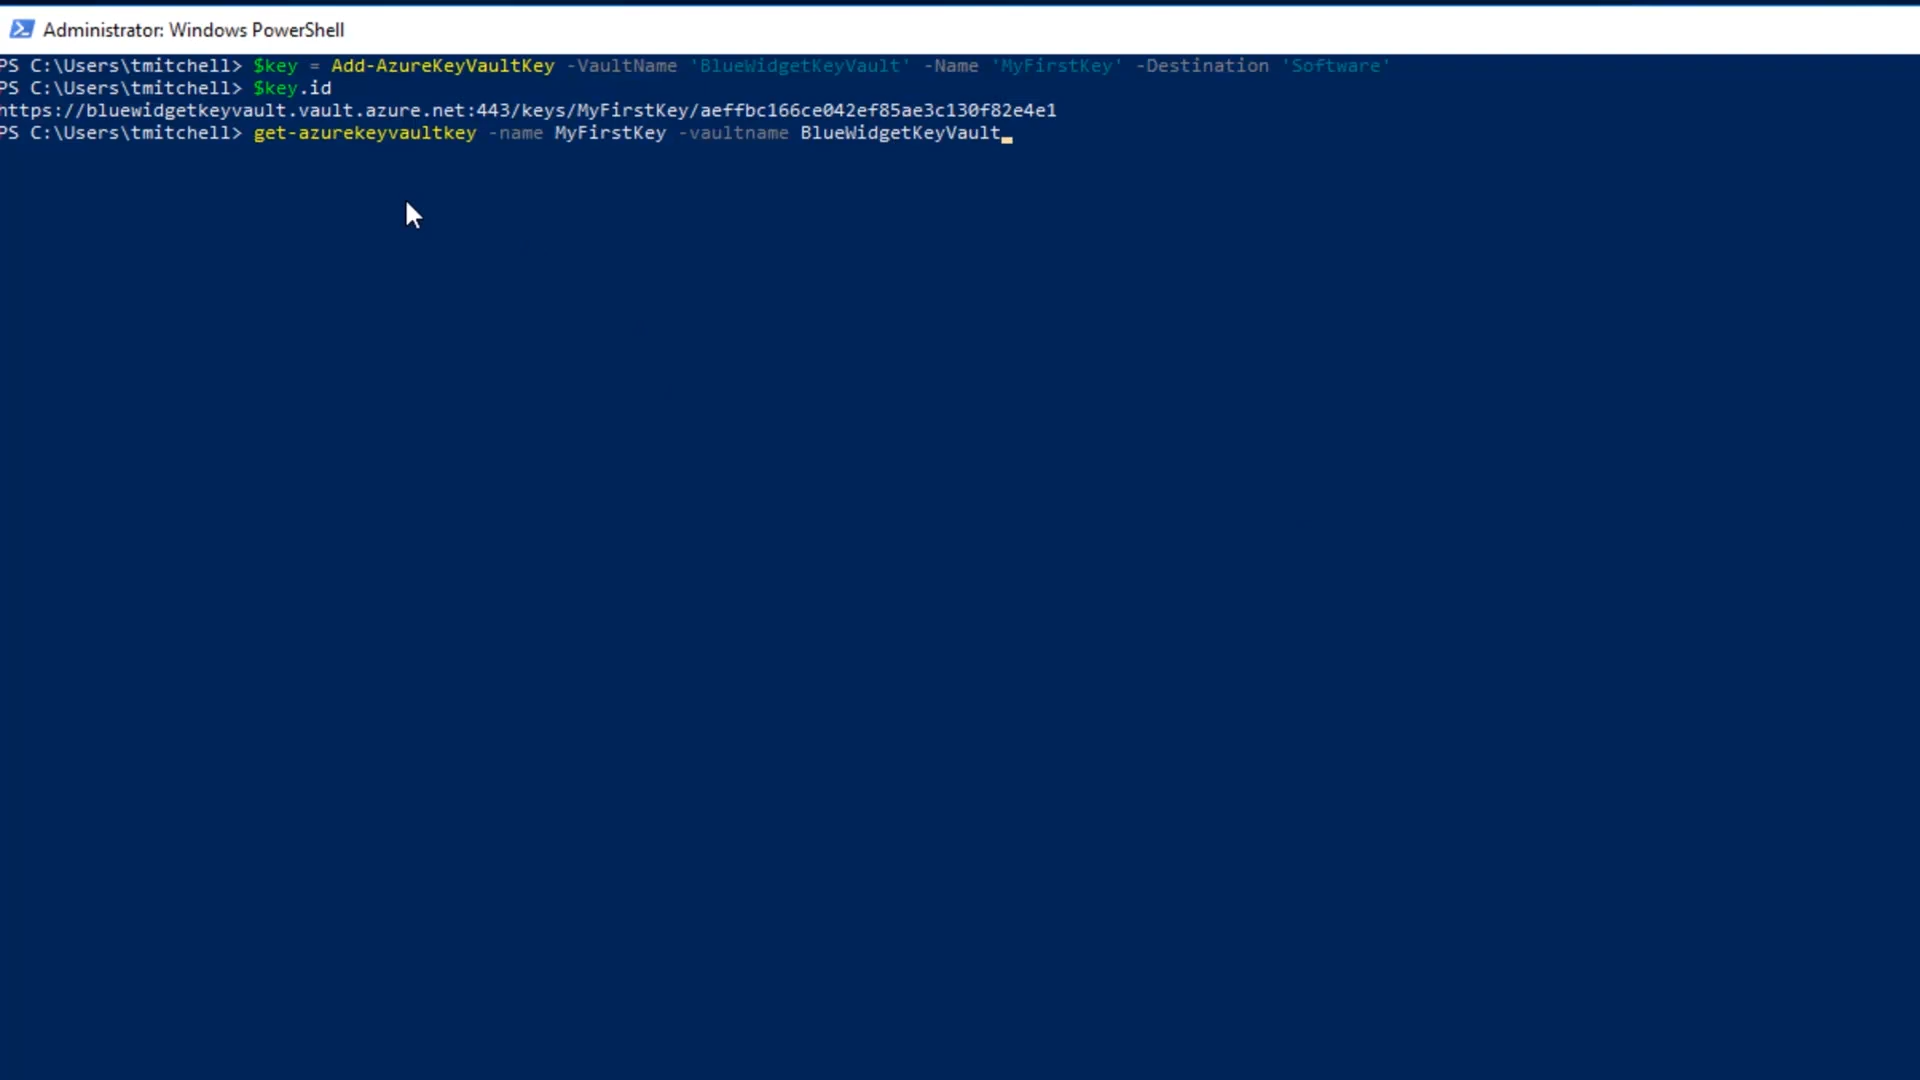 Administrator: Windows PowerShell
PS C:\Users\tmitchell> $key = Add-AzureKeyVaultKey -VaultName 'BlueWidgetKeyVault' -Name 'MyFirstKey' -Destination 'Software'
PS C:\Users\tmitchell> $key.id
https://bluewidgetkeyvault.vault.azure.net:443/keys/MyFirstKey/aeffbc166ce042ef85ae3c130f82e4e1
PS C:\Users\tmitchell> get-azurekeyvaultkey -name MyFirstKey -vaultname BlueWidgetKeyVault